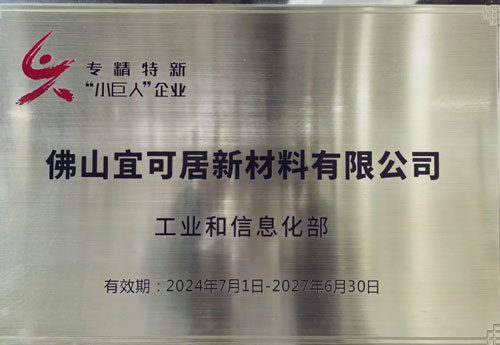 专精特新
“小巨人”企业
佛山宜可居新材料有限公司
工业和信息化部
有效期：2024年7月1日-2027年6月30日